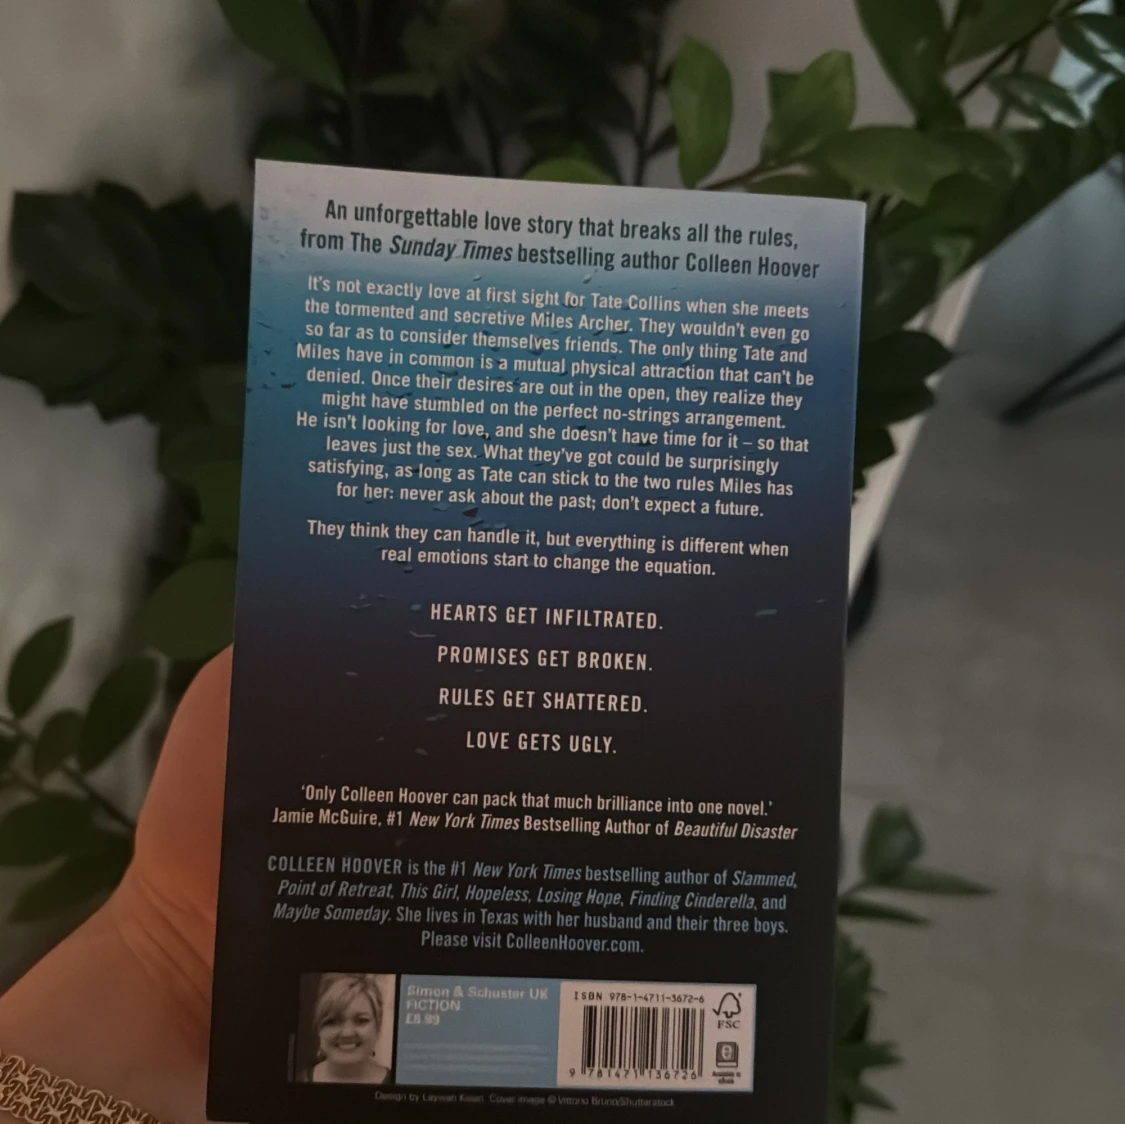 An unforgettable love story that breaks all the rules,
from The Sunday Times bestselling author Colleen Hoover
It's not exactly love at first sight for Tate Collins when she meets
the tormented and secretive Miles Archer. They wouldn't even go
so far as to consider themselves friends. The only thing Tate and
Miles have in common is a mutual physical attraction that can't be
denied. Once their desires are out in the open, they realize they
might have stumbled on the perfect no-strings arrangement.
He isn't looking for love, and she doesn't have time for it – so that
leaves just the sex. What they've got could be surprisingly
satisfying, as long as Tate can stick to the two rules Miles has
for her: never ask about the past; don't expect a future.
They think they can handle it, but everything is different when
real emotions start to change the equation.
HEARTS GET INFILTRATED.
PROMISES GET BROKEN.
RULES GET SHATTERED.
LOVE GETS UGLY.
'Only Colleen Hoover can pack that much brilliance into one novel.'
Jamie McGuire, #1 New York Times Bestselling Author of Beautiful Disaster
COLLEEN HOOVER is the #1 New York Times bestselling author of Slammed,
Point of Retreat, This Girl, Hopeless, Losing Hope, Finding Cinderella, and
Maybe Someday. She lives in Texas with her husband and their three boys.
Please visit ColleenHoover.com.
Simon & Schuster UK
FICTION
£8.99
ISBN 978-1-4711-3672-6
9 781471 136726
FSC
Design by Cover image © Vittorio Bruno/Shutterstock